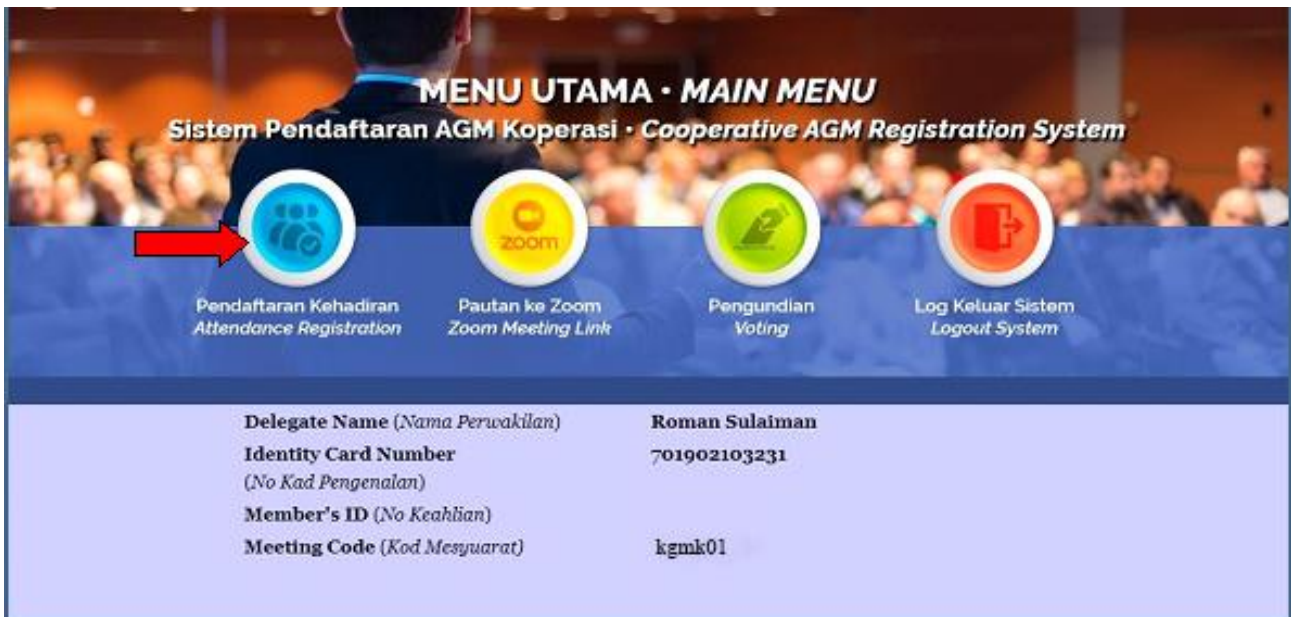 MENU UTAMA • MAIN MENU
Sistem Pendaftaran AGM Koperasi • Cooperative AGM Registration System
zoom
Pendaftaran Kehadiran
Attendance Registration
Pautan ke Zoom
Zoom Meeting Link
Pengundian
Voting
Log Keluar Sistem
Logout System
Delegate Name (Nama Perwakilan) Roman Sulaiman
Identity Card Number 701902103231
(No Kad Pengenalan)
Member's ID (No Keahlian)
Meeting Code (Kod Mesyuarat) kgmk01